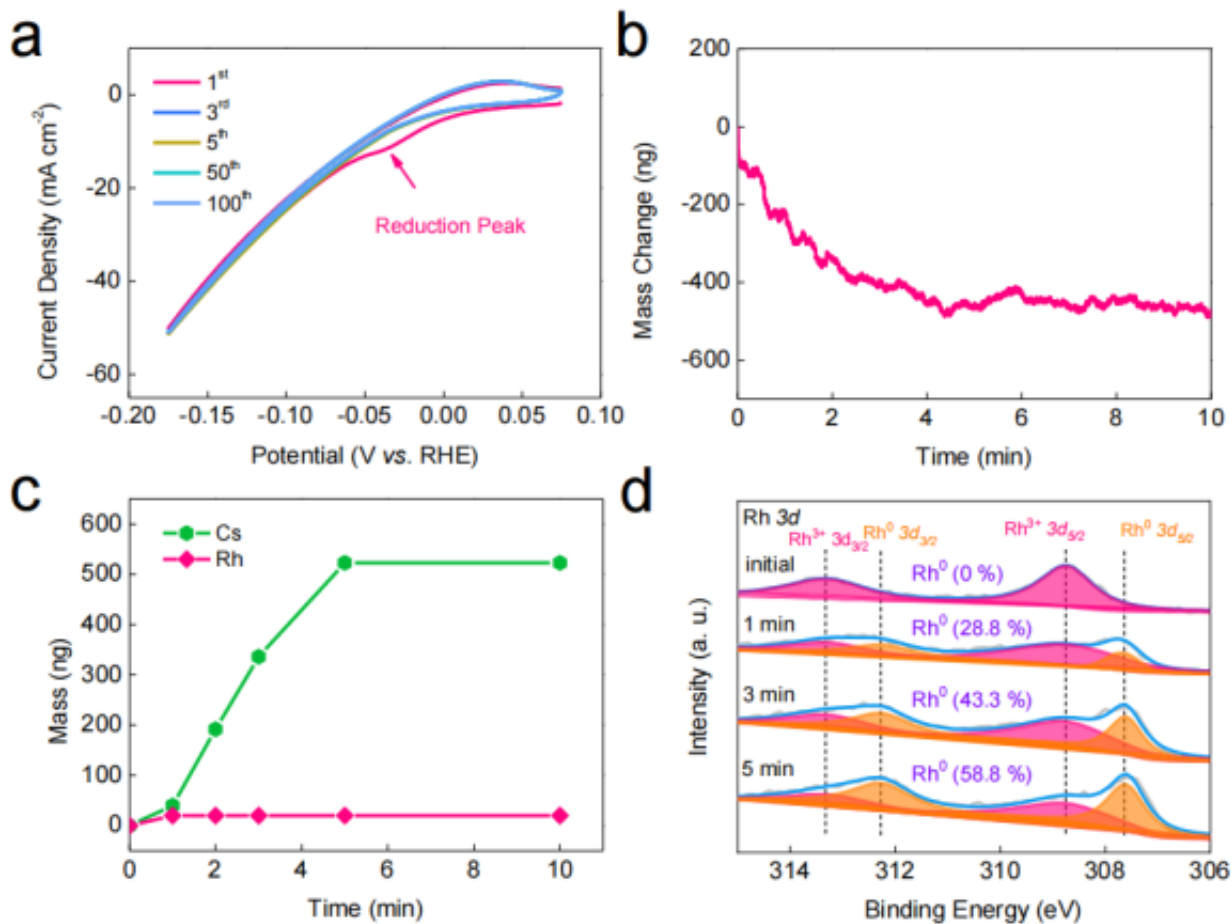 a
1st
3rd
5th
50th
100th
Reduction Peak
0
-20
-40
-60
-0.20 -0.15 -0.10 -0.05 0.00 0.05 0.10
Current Density (mA cm-2)
Potential (V vs. RHE)
b
200
0
-200
-400
-600
0 2 4 6 8 10
Mass Change (ng)
Time (min)
c
Cs
Rh
600
500
400
300
200
100
0
0 2 4 6 8 10
Mass (ng)
Time (min)
d
Rh 3d
Rh3+ 3d3/2 Rh0 3d3/2 Rh3+ 3d5/2 Rh0 3d5/2
initial Rh0 (0 %)
1 min Rh0 (28.8 %)
3 min Rh0 (43.3 %)
5 min Rh0 (58.8 %)
314 312 310 308 306
Intensity (a. u.)
Binding Energy (eV)